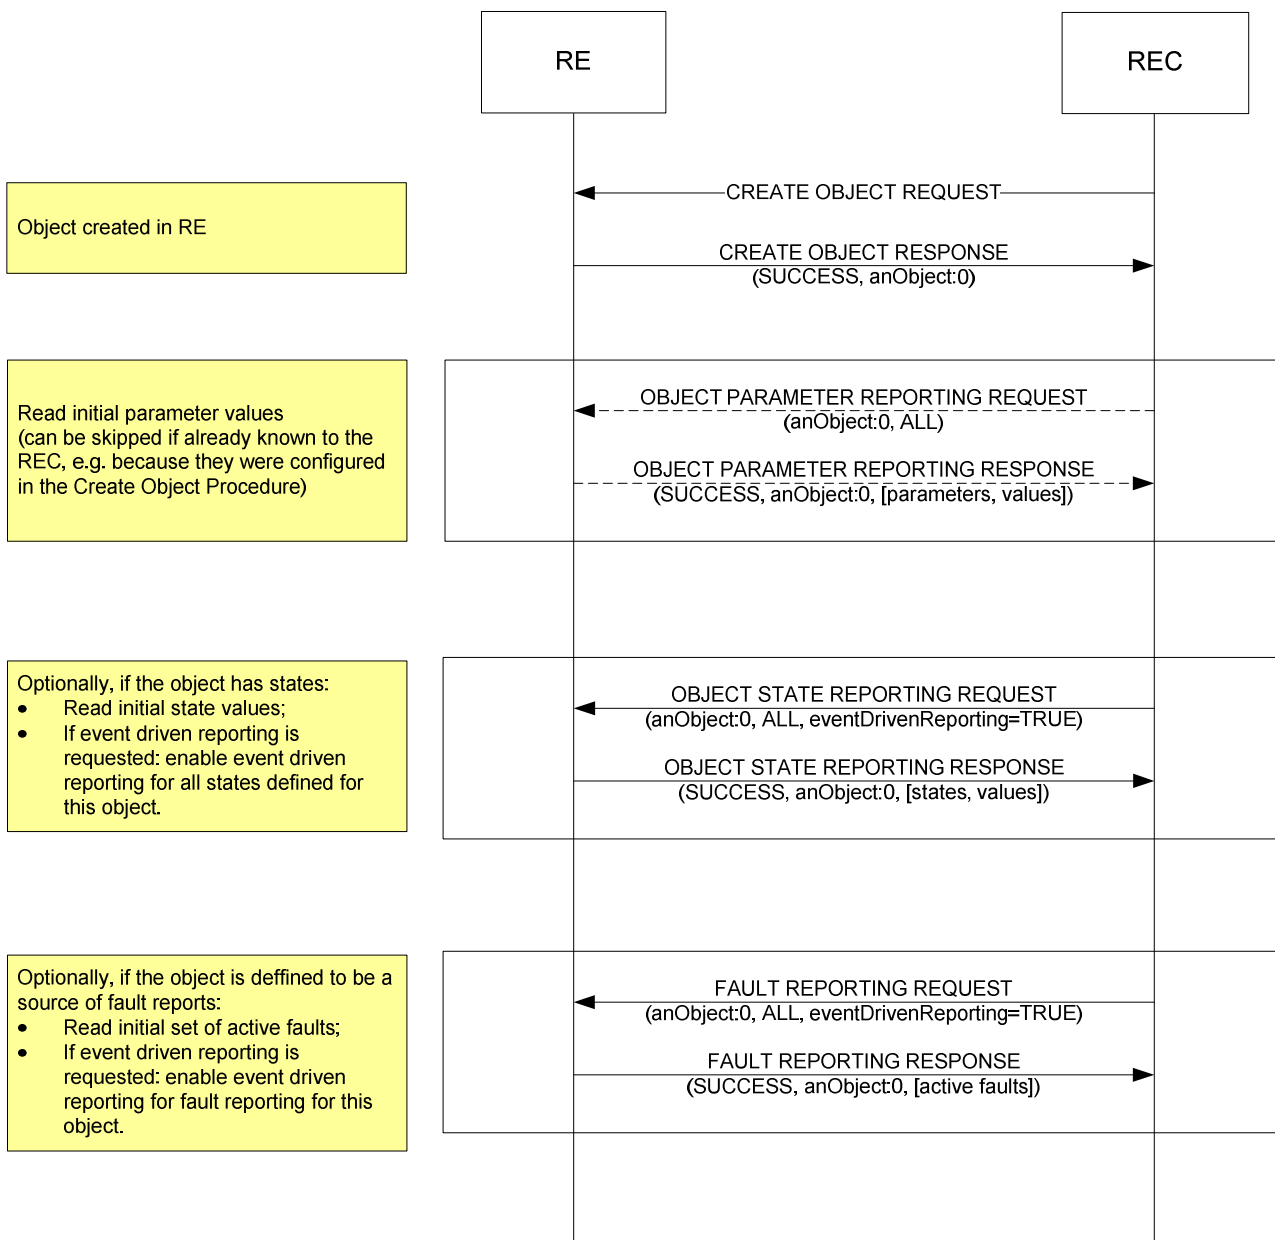 RE
REC
Object created in RE
CREATE OBJECT REQUEST
CREATE OBJECT RESPONSE
(SUCCESS, anObject:0)
Read initial parameter values
(can be skipped if already known to the
REC, e.g. because they were configured
in the Create Object Procedure)
OBJECT PARAMETER REPORTING REQUEST
(anObject:0, ALL)
OBJECT PARAMETER REPORTING RESPONSE
(SUCCESS, anObject:0, [parameters, values])
Optionally, if the object has states:
• Read initial state values;
• If event driven reporting is
requested: enable event driven
reporting for all states defined for
this object.
OBJECT STATE REPORTING REQUEST
(anObject:0, ALL, eventDrivenReporting=TRUE)
OBJECT STATE REPORTING RESPONSE
(SUCCESS, anObject:0, [states, values])
Optionally, if the object is deffined to be a
source of fault reports:
• Read initial set of active faults;
• If event driven reporting is
requested: enable event driven
reporting for fault reporting for this
object.
FAULT REPORTING REQUEST
(anObject:0, ALL, eventDrivenReporting=TRUE)
FAULT REPORTING RESPONSE
(SUCCESS, anObject:0, [active faults])